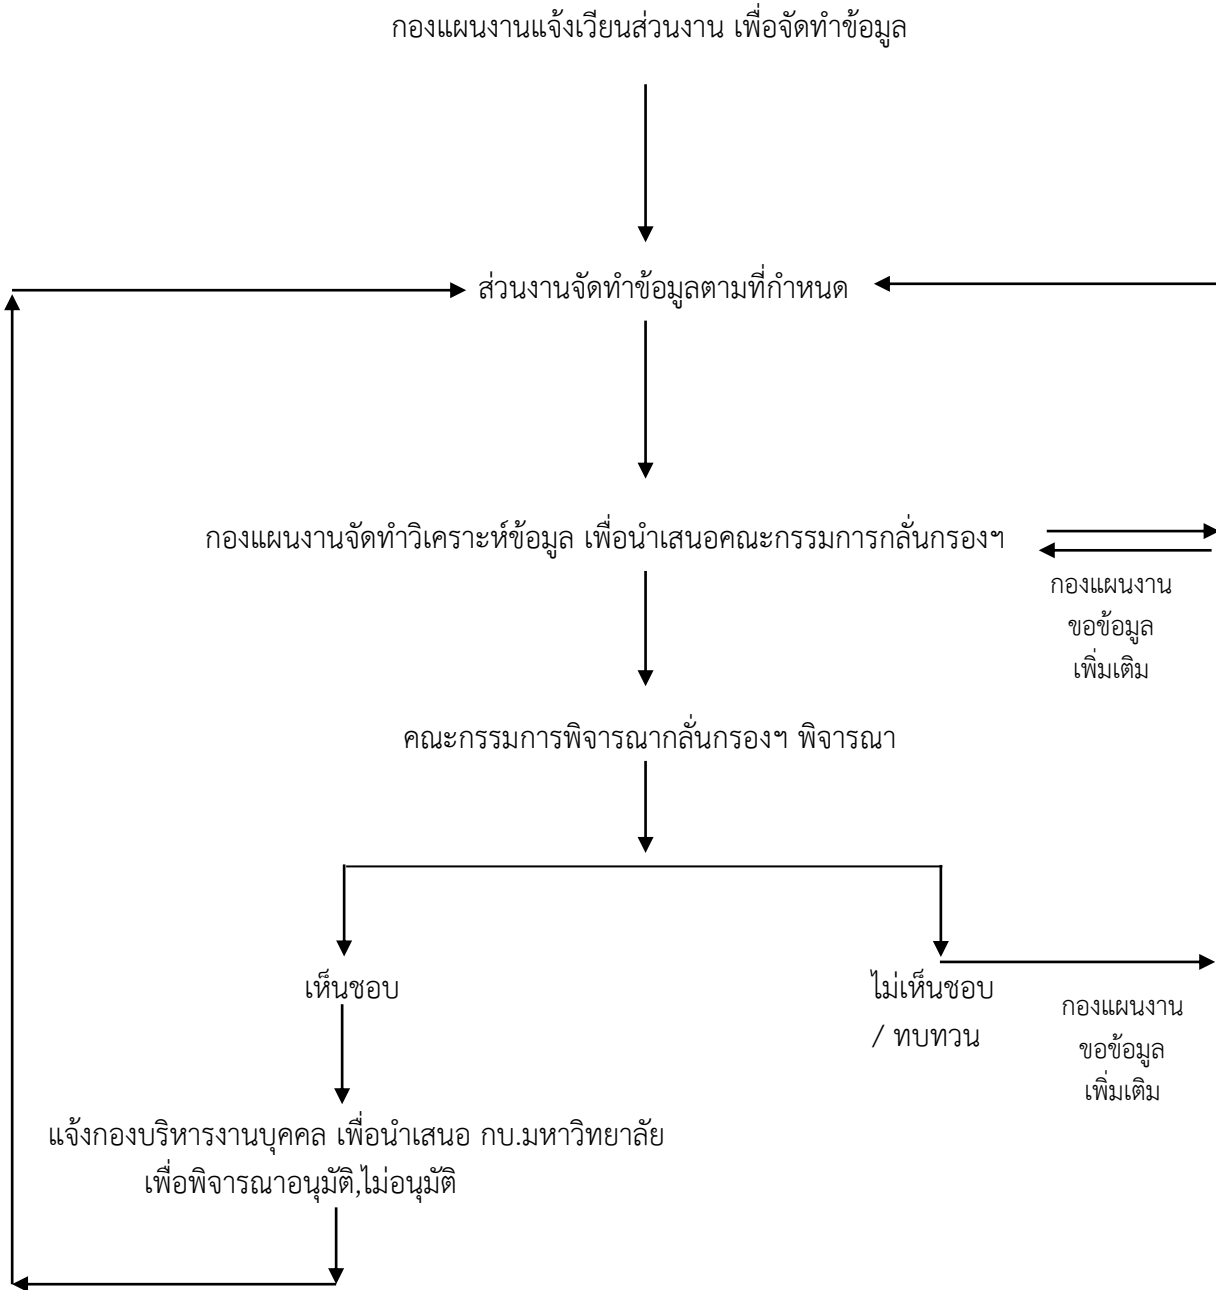 กองแผนงานแจ้งเวียนส่วนงาน เพื่อจัดทำข้อมูล
ส่วนงานจัดทำข้อมูลตามที่กำหนด
กองแผนงานจัดทำวิเคราะห์ข้อมูล เพื่อนำเสนอคณะกรรมการกลั่นกรองฯ
กองแผนงาน
ขอข้อมูล
เพิ่มเติม
คณะกรรมการพิจารณากลั่นกรองฯ พิจารณา
เห็นชอบ
ไม่เห็นชอบ
/ ทบทวน
กองแผนงาน
ขอข้อมูล
เพิ่มเติม
แจ้งกองบริหารงานบุคคล เพื่อนำเสนอ กบ.มหาวิทยาลัย
เพื่อพิจารณาอนุมัติ,ไม่อนุมัติ